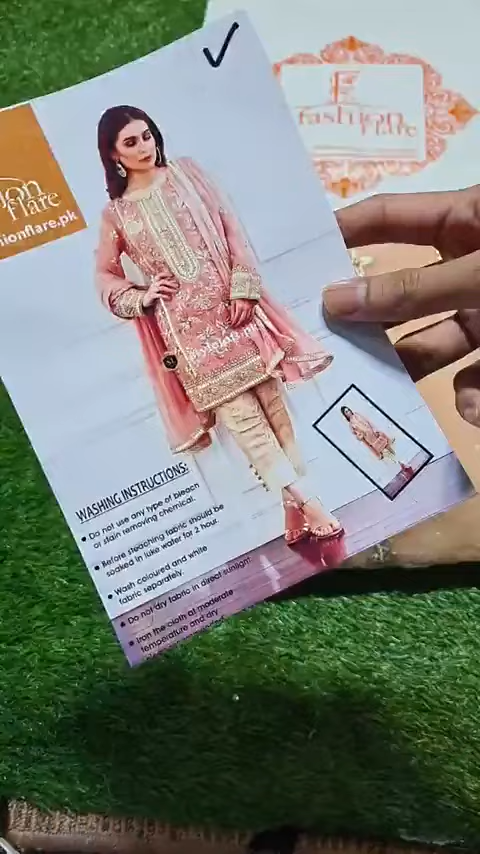 fashion
flare
ion
flare
ionflare.pk
WASHING INSTRUCTIONS:
• Do not use any type of bleach
or stain removing chemical.
• Before steaching fabric should be
soaked in luke water for 2 hour.
• Wash coloured and white
fabric separately.
• Do not dry fabric in direct sunlight
• Iron the cloth at moderate
temperature and dry